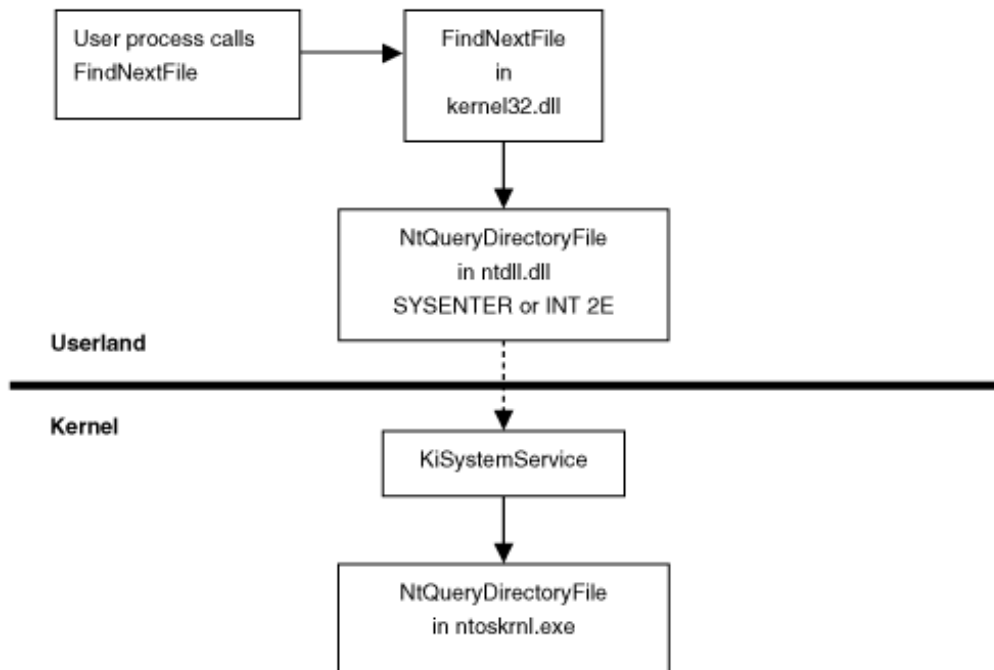 User process calls
FindNextFile
FindNextFile
in
kernel32.dll
NtQueryDirectoryFile
in ntdll.dll
SYSENTER or INT 2E
Userland
Kernel
KiSystemService
NtQueryDirectoryFile
in ntoskrnl.exe